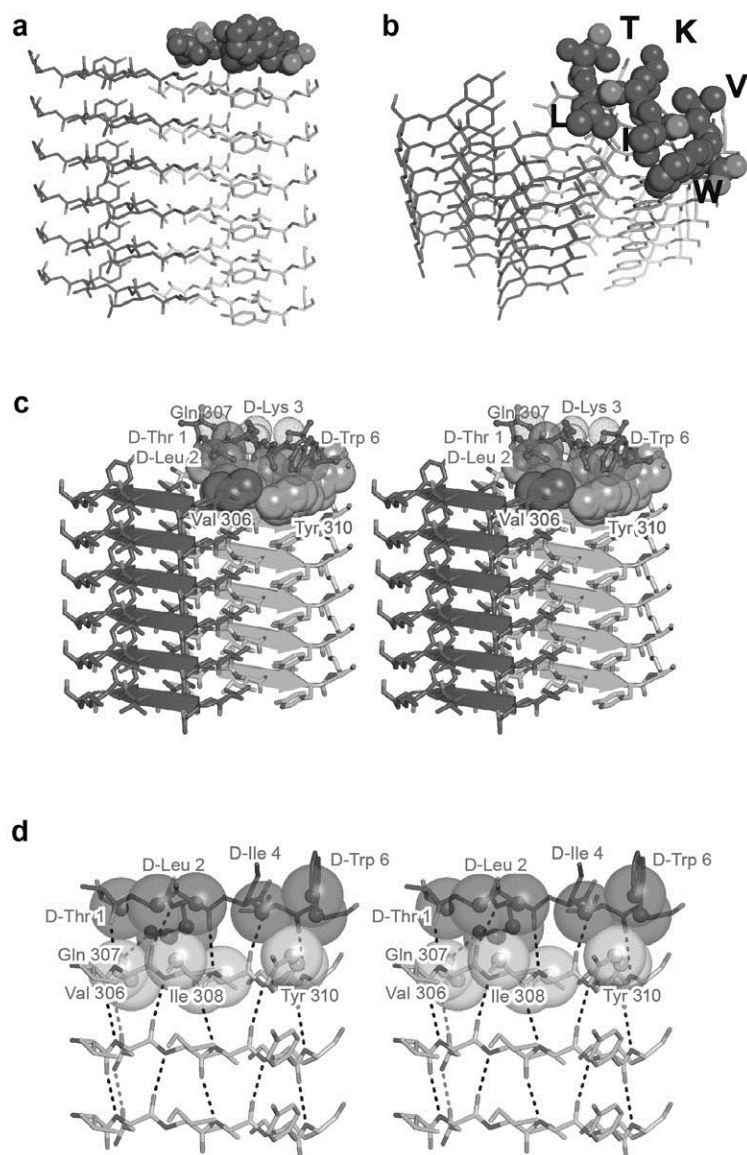 a
b
T K
V
L I
W
c
Gln 307 D-Lys 3 Gln 307 D-Lys 3
D-Thr 1 D-Trp 6 D-Thr 1 D-Trp 6
D-Leu 2 D-Leu 2
Val 306 Tyr 310 Val 306 Tyr 310
d
D-Leu 2 D-Ile 4 D-Trp 6 D-Leu 2 D-Ile 4 D-Trp 6
D-Thr 1 D-Thr 1
Gln 307 Gln 307
Val 306 Ile 308 Tyr 310 Val 306 Ile 308 Tyr 310